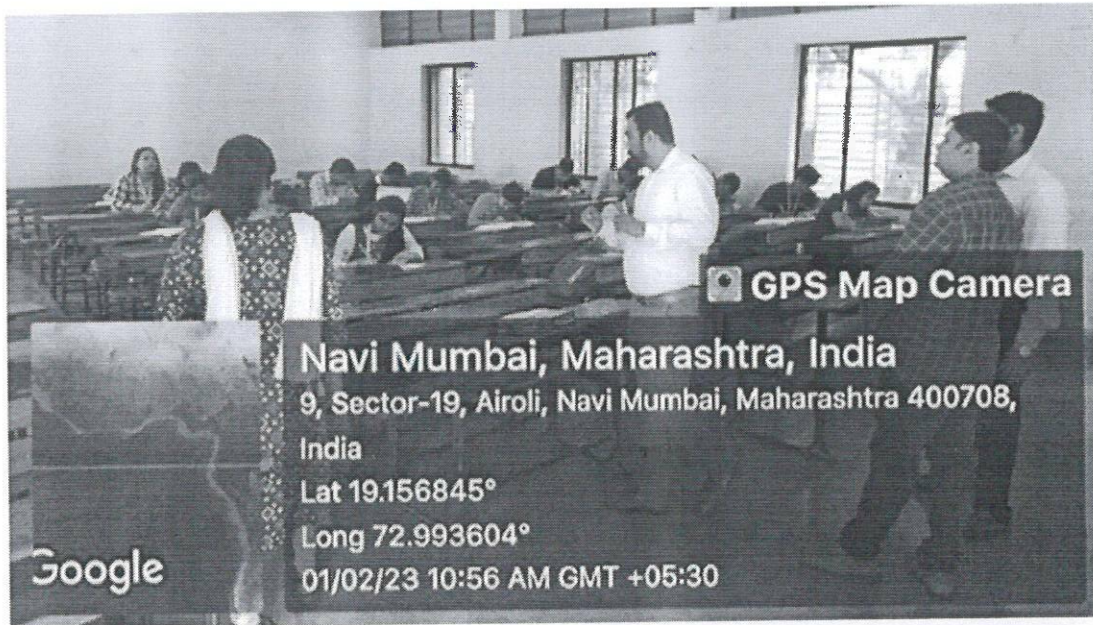 GPS Map Camera
Navi Mumbai, Maharashtra, India
9, Sector-19, Airoli, Navi Mumbai, Maharashtra 400708,
India
Lat 19.156845°
Long 72.993604°
01/02/23 10:56 AM GMT +05:30
Google